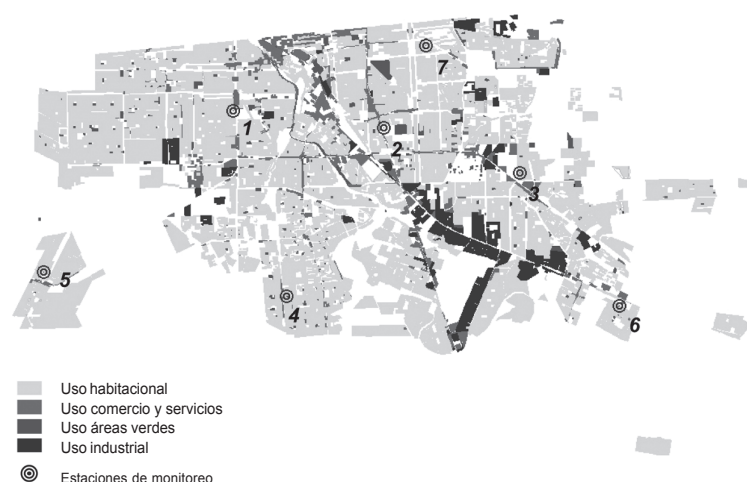 7
1
2
3
5
4
6
Uso habitacional
Uso comercio y servicios
Uso áreas verdes
Uso industrial
Estaciones de monitoreo